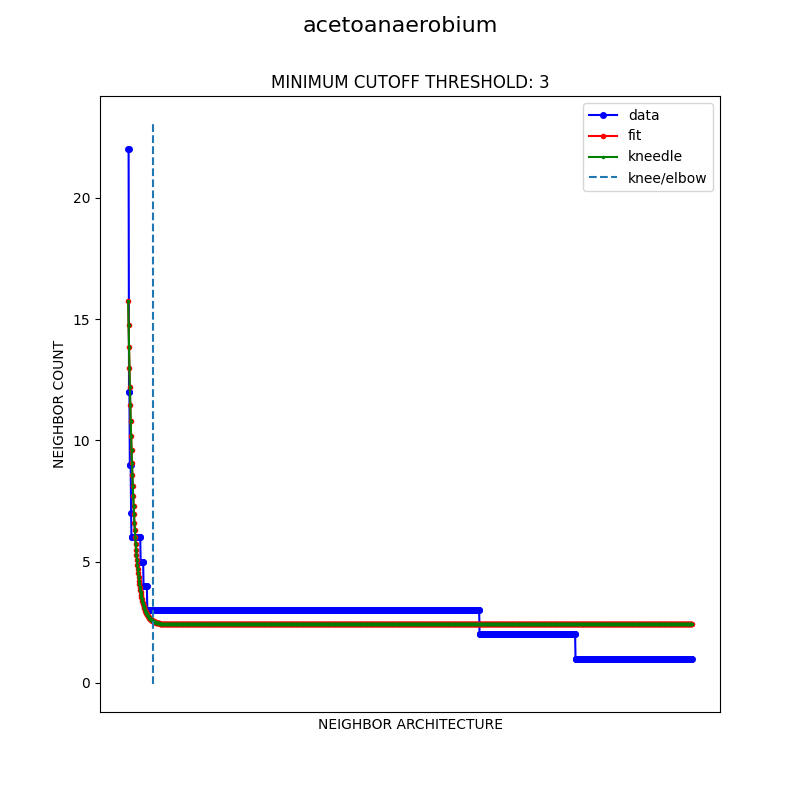 acetoanaerobium
MINIMUM CUTOFF THRESHOLD: 3
data
fit
kneedle
knee/elbow
20
15
10
5
0
NEIGHBOR COUNT
NEIGHBOR ARCHITECTURE